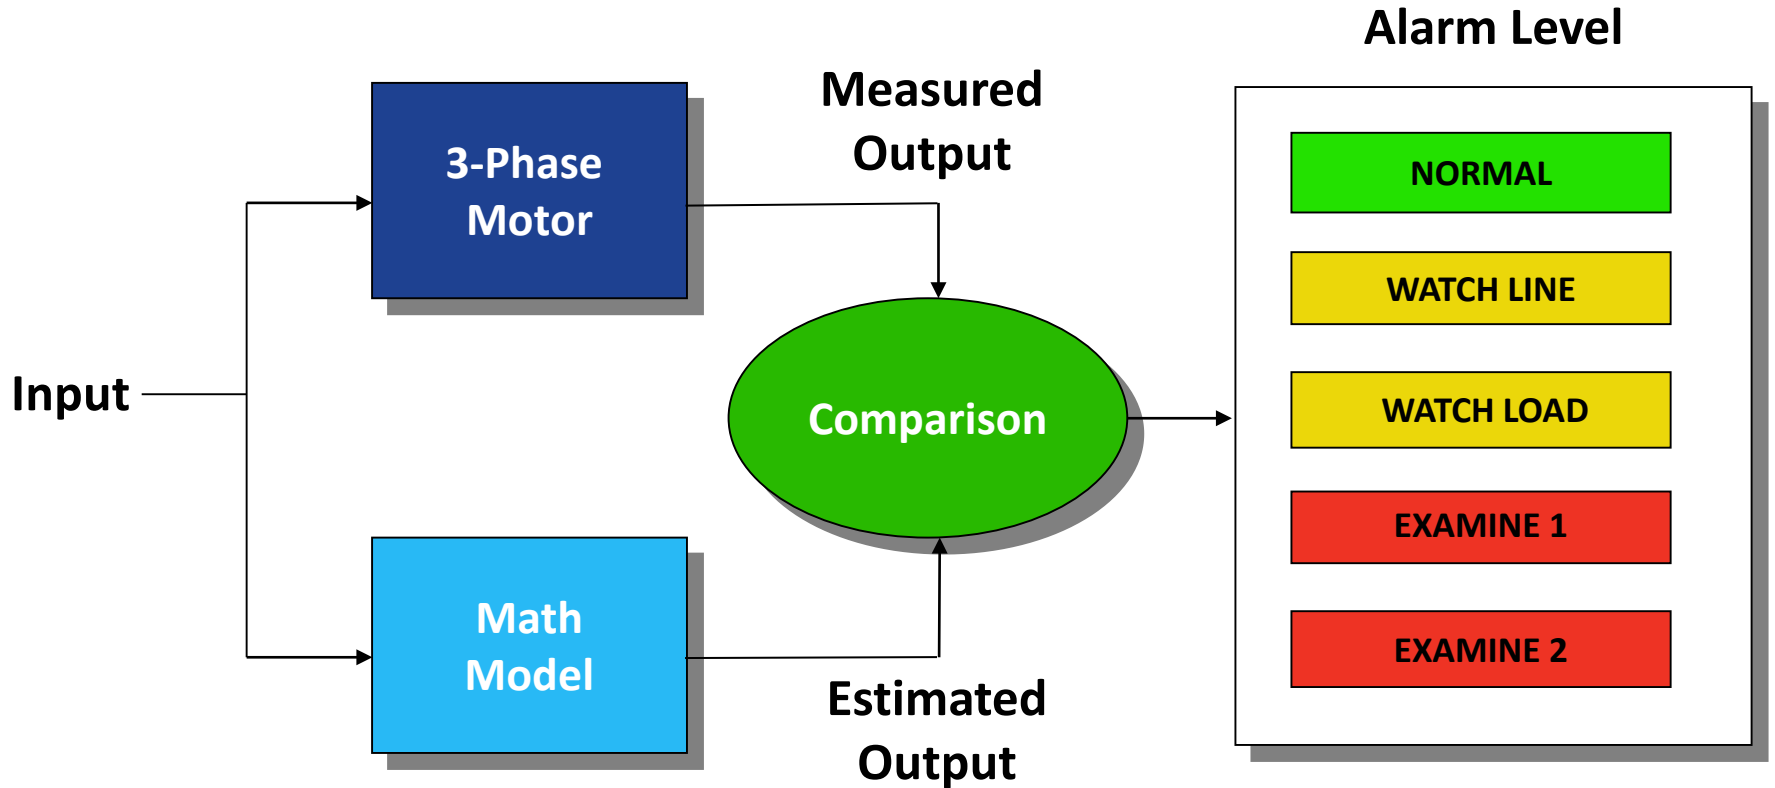 Input
3-Phase
Motor
Math
Model
Measured
Output
Comparison
Estimated
Output
Alarm Level
NORMAL
WATCH LINE
WATCH LOAD
EXAMINE 1
EXAMINE 2